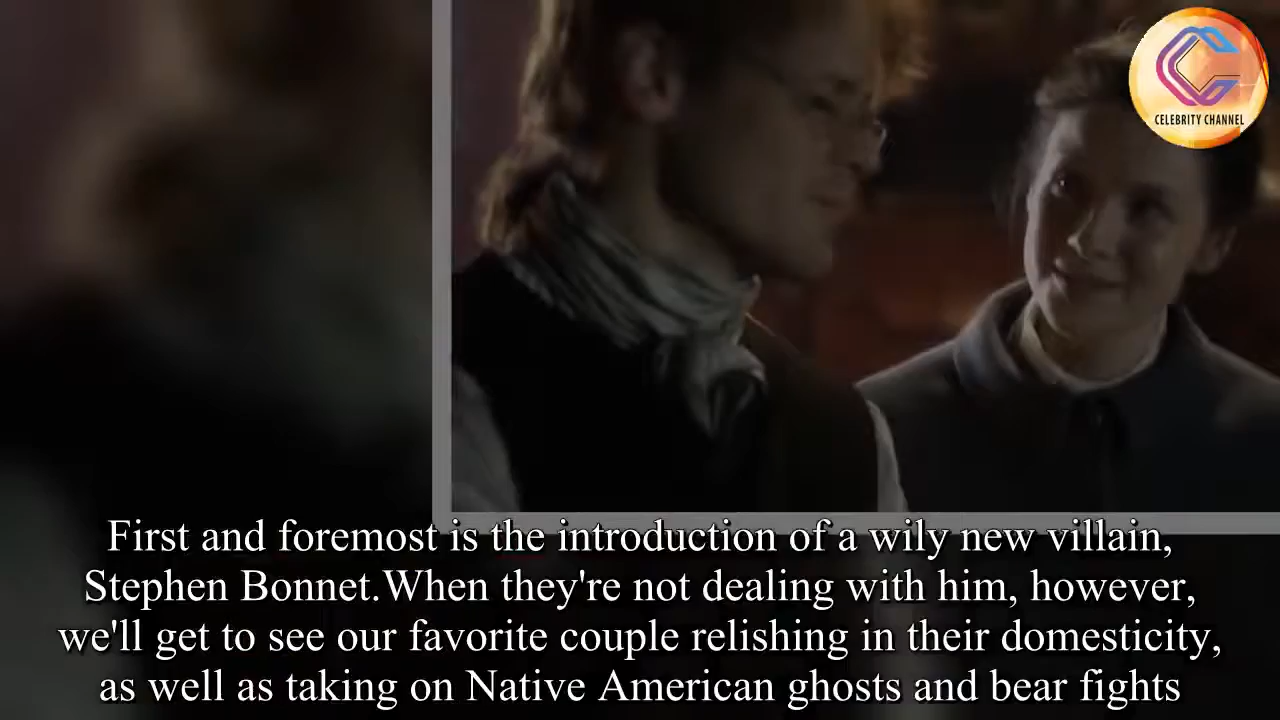 CELEBRITY CHANNEL
First and foremost is the introduction of a wily new villain,
Stephen Bonnet.When they're not dealing with him, however,
we'll get to see our favorite couple relishing in their domesticity,
as well as taking on Native American ghosts and bear fights